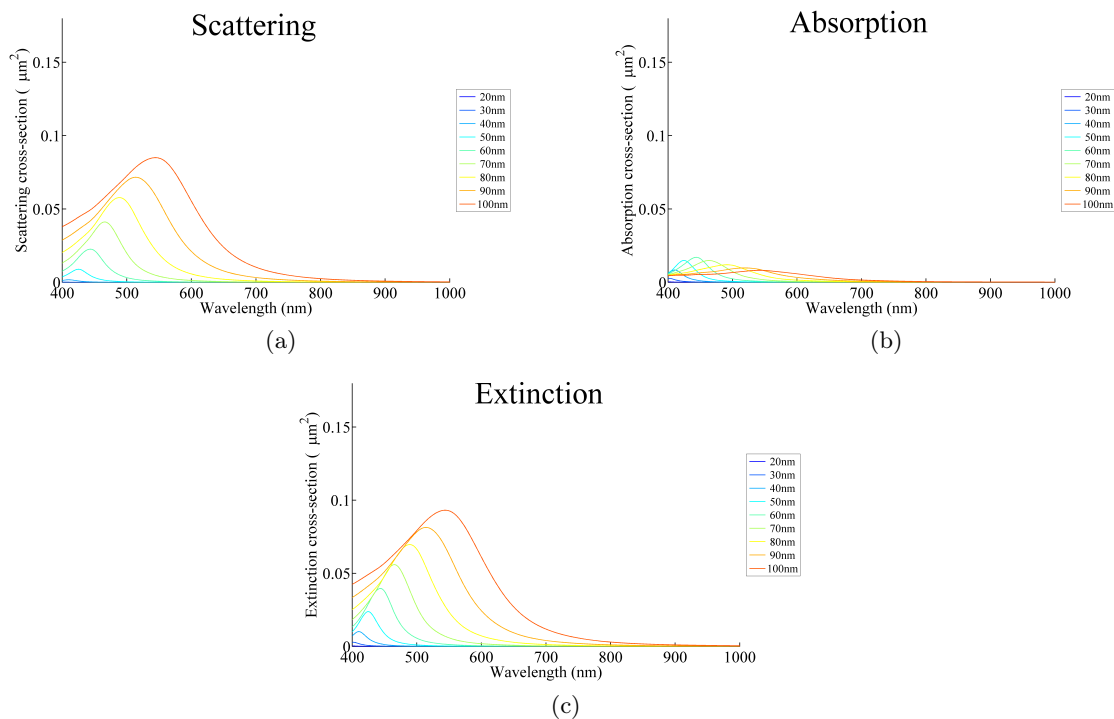 Scattering
Scattering cross-section ( μm²)
0.15
0.1
0.05
0
400 500 600 700 800 900 1000
Wavelength (nm)
20nm
30nm
40nm
50nm
60nm
70nm
80nm
90nm
100nm
(a)
Absorption
Absorption cross-section ( μm²)
0.15
0.1
0.05
0
400 500 600 700 800 900 1000
Wavelength (nm)
20nm
30nm
40nm
50nm
60nm
70nm
80nm
90nm
100nm
(b)
Extinction
Extinction cross-section ( μm²)
0.15
0.1
0.05
0
400 500 600 700 800 900 1000
Wavelength (nm)
20nm
30nm
40nm
50nm
60nm
70nm
80nm
90nm
100nm
(c)